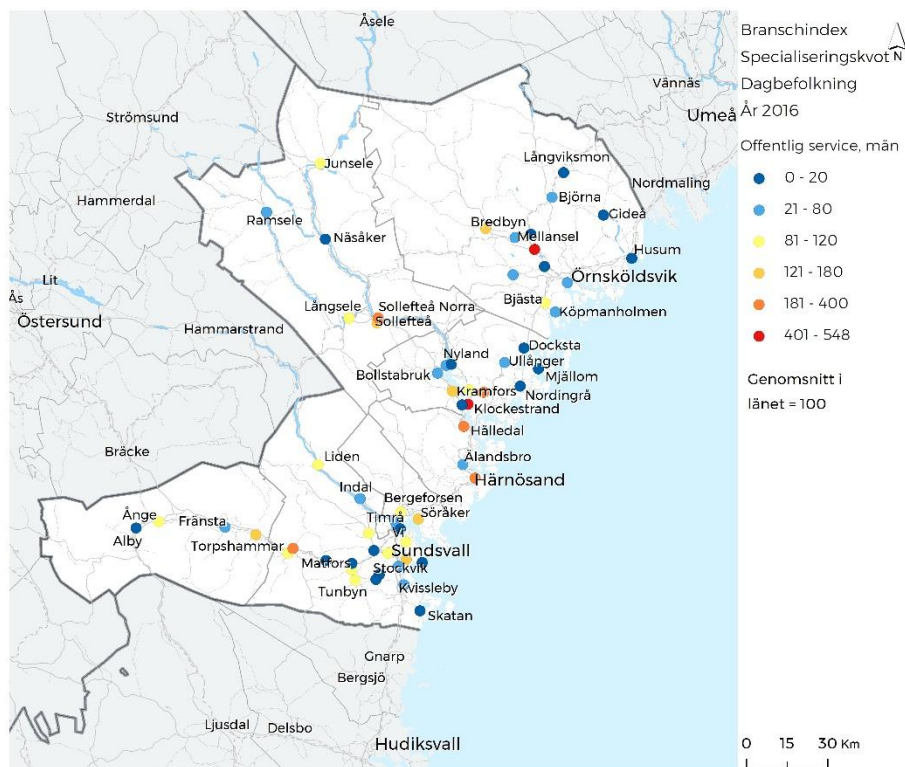 Branschindex
Specialiseringskvot
Dagbefolkning
År 2016
N
Offentlig service, män
0 - 20
21 - 80
81 - 120
121 - 180
181 - 400
401 - 548
Genomsnitt i
länet = 100
0 15 30 Km
Åsele
Vännäs
Umeå
Strömsund
Långviksmon
Junsele
Nordmaling
Björna
Hammerdal
Gideå
Ramsele
Bredbyn
Mellansel
Näsåker
Husum
Lit
Örnsköldsvik
Ås
Långsele
Sollefteå Norra
Bjästa
Köpmanholmen
Östersund
Sollefteå
Hammarstrand
Docksta
Nyland
Ullånger
Bollstabruk
Mjällom
Kramfors
Nordingrå
Klockestrand
Hälledal
Bräcke
Liden
Älandsbro
Härnösand
Indal
Bergeforsen
Ånge
Fränsta
Timrå
Söråker
Alby
Vi
Torpshammar
Sundsvall
Matfors
Stockvik
Tunbyn
Kvissleby
Skatan
Gnarp
Bergsjö
Ljusdal
Delsbo
Hudiksvall